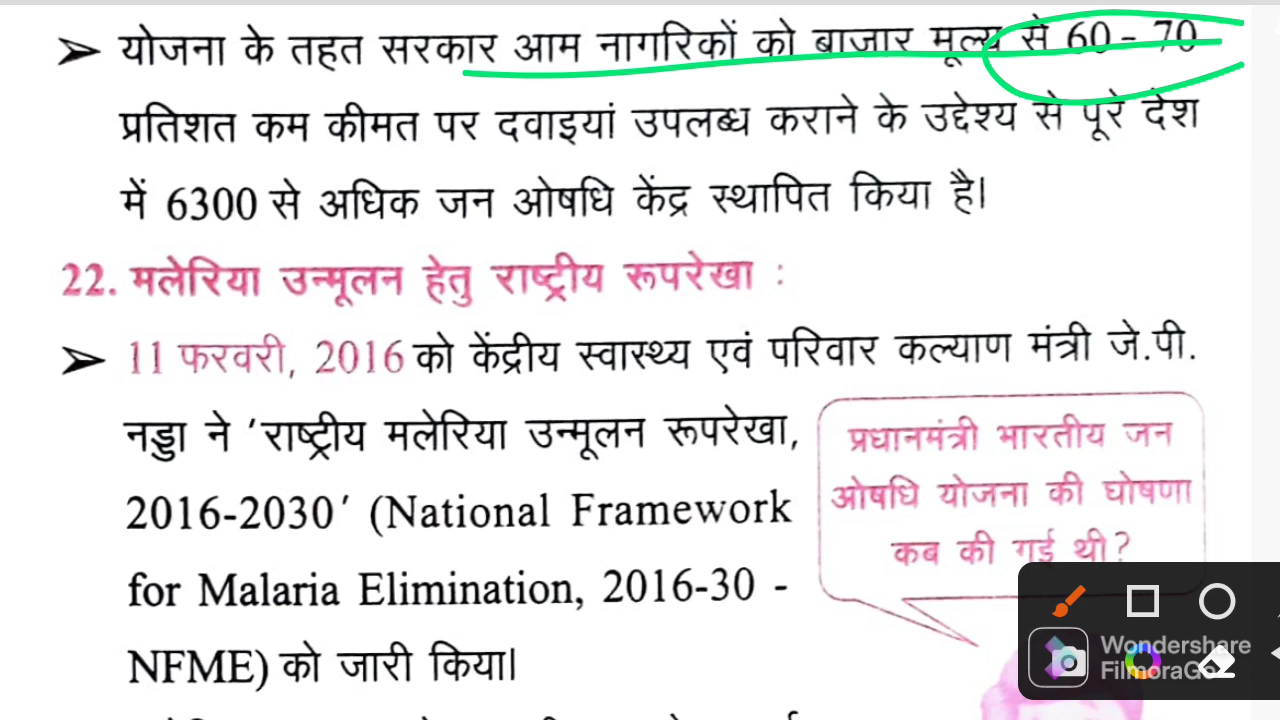 ➢ योजना के तहत सरकार आम नागरिकों को बाजार मूल्य से 60 - 70
प्रतिशत कम कीमत पर दवाइयां उपलब्ध कराने के उद्देश्य से पूरे देश
में 6300 से अधिक जन ओषधि केंद्र स्थापित किया है।
22. मलेरिया उन्मूलन हेतु राष्ट्रीय रूपरेखा :
➢ 11 फरवरी, 2016 को केंद्रीय स्वास्थ्य एवं परिवार कल्याण मंत्री जे.पी.
नड्डा ने 'राष्ट्रीय मलेरिया उन्मूलन रूपरेखा,
2016-2030' (National Framework
for Malaria Elimination, 2016-30 -
NFME) को जारी किया।
प्रधानमंत्री भारतीय जन
ओषधि योजना की घोषणा
कब की गई थी?
Wondershare
FilmoraGo